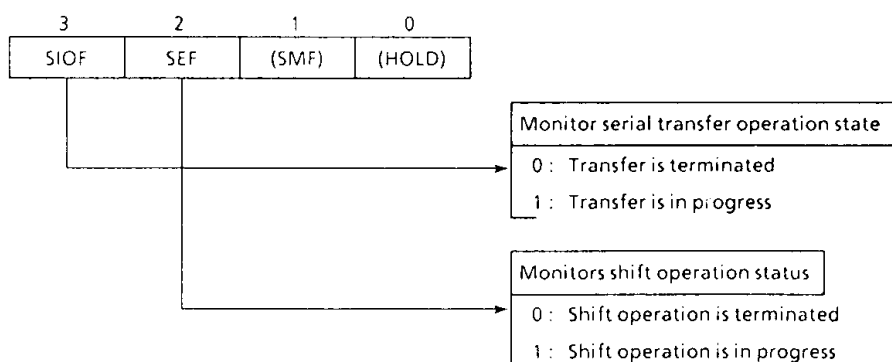 3 2 1 0
SIOF SEF (SMF) (HOLD)
Monitor serial transfer operation state
0 : Transfer is terminated
1 : Transfer is in progress
Monitors shift operation status
0 : Shift operation is terminated
1 : Shift operation is in progress